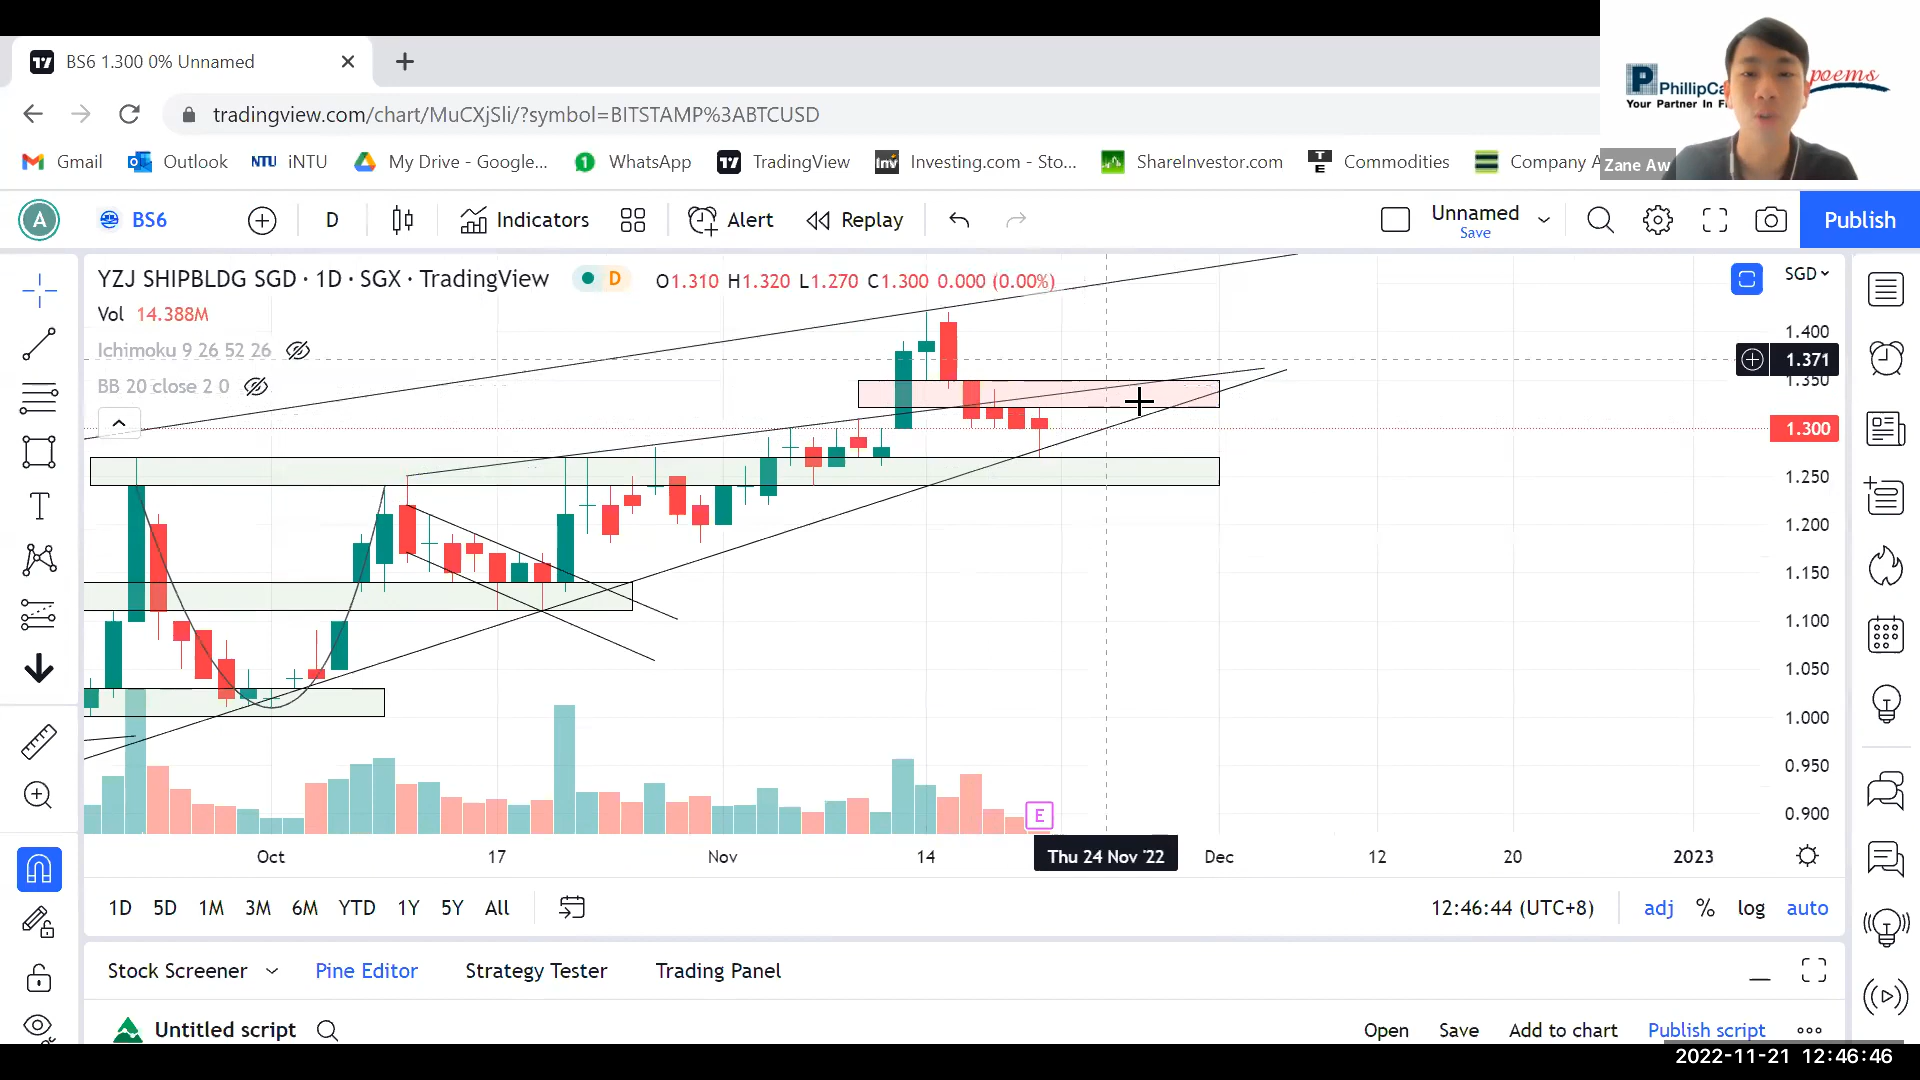 BS6 1.300 0% Unnamed
tradingview.com/chart/MuCXjSli/?symbol=BITSTAMP%3ABTCUSD
PhillipCa
Your Partner In F
poems
Zane Aw
Gmail Outlook NTU iNTU My Drive - Google... WhatsApp TradingView Inv Investing.com - Sto... ShareInvestor.com TE Commodities Company A
A BS6 D Indicators Alert Replay Unnamed Save Publish
YZJ SHIPBLDG SGD · 1D · SGX · TradingView D O1.310 H1.320 L1.270 C1.300 0.000 (0.00%) SGD
Vol 14.388M
Ichimoku 9 26 52 26
BB 20 close 2 0
1.400
1.371
1.350
1.300
1.250
1.200
1.150
1.100
1.050
1.000
0.950
0.900
E
Oct 17 Nov 14 Thu 24 Nov '22 Dec 12 20 2023
1D 5D 1M 3M 6M YTD 1Y 5Y All 12:46:44 (UTC+8) adj % log auto
Stock Screener Pine Editor Strategy Tester Trading Panel
Untitled script Open Save Add to chart Publish script
2022-11-21 12:46:46